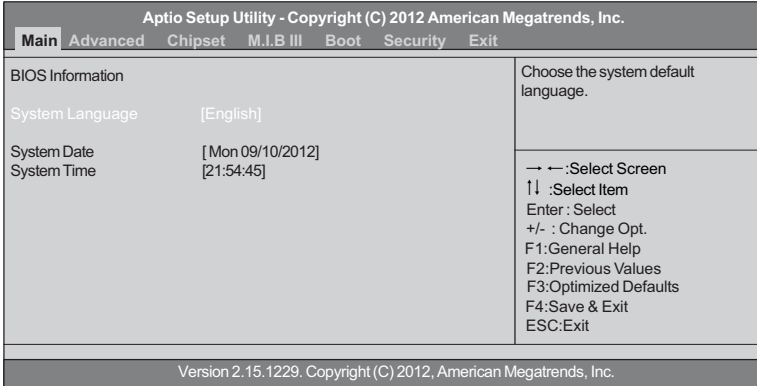 Aptio Setup Utility - Copyright (C) 2012 American Megatrends, Inc.
Main Advanced Chipset M.I.B III Boot Security Exit
BIOS Information
System Language [English]
System Date [ Mon 09/10/2012]
System Time [21:54:45]
Choose the system default
language.
→ ←:Select Screen
↑↓ :Select Item
Enter : Select
+/- : Change Opt.
F1:General Help
F2:Previous Values
F3:Optimized Defaults
F4:Save & Exit
ESC:Exit
Version 2.15.1229. Copyright (C) 2012, American Megatrends, Inc.